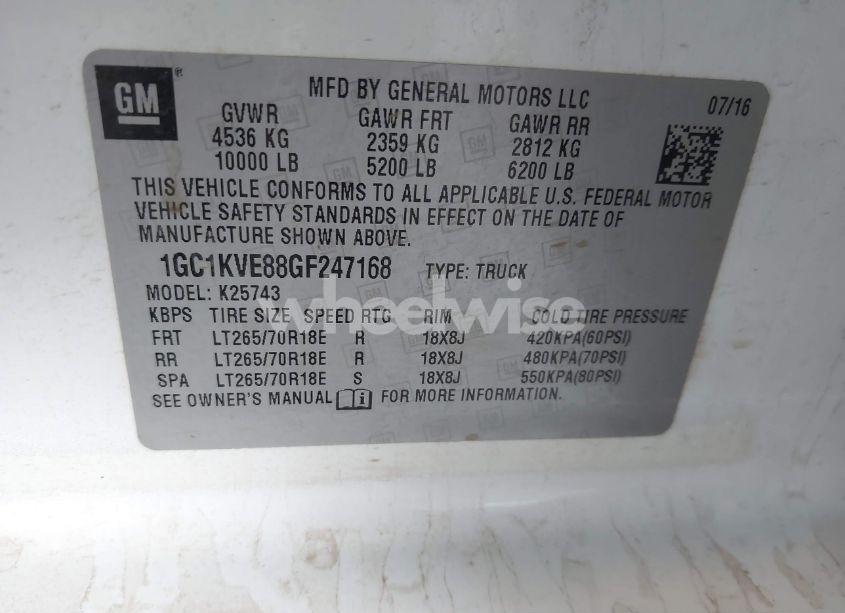 GM®
MFD BY GENERAL MOTORS LLC
07/16
GVWR GAWR FRT GAWR RR
4536 KG 2359 KG 2812 KG
10000 LB 5200 LB 6200 LB
THIS VEHICLE CONFORMS TO ALL APPLICABLE U.S. FEDERAL MOTOR
VEHICLE SAFETY STANDARDS IN EFFECT ON THE DATE OF
MANUFACTURE SHOWN ABOVE.
1GC1KVE88GF247168 TYPE: TRUCK
MODEL: K25743
wheelwise
KBPS TIRE SIZE SPEED RTG RIM COLD TIRE PRESSURE
FRT LT265/70R18E R 18X8J 420KPA(60PSI)
RR LT265/70R18E R 18X8J 480KPA(70PSI)
SPA LT265/70R18E S 18X8J 550KPA(80PSI)
SEE OWNER'S MANUAL FOR MORE INFORMATION.